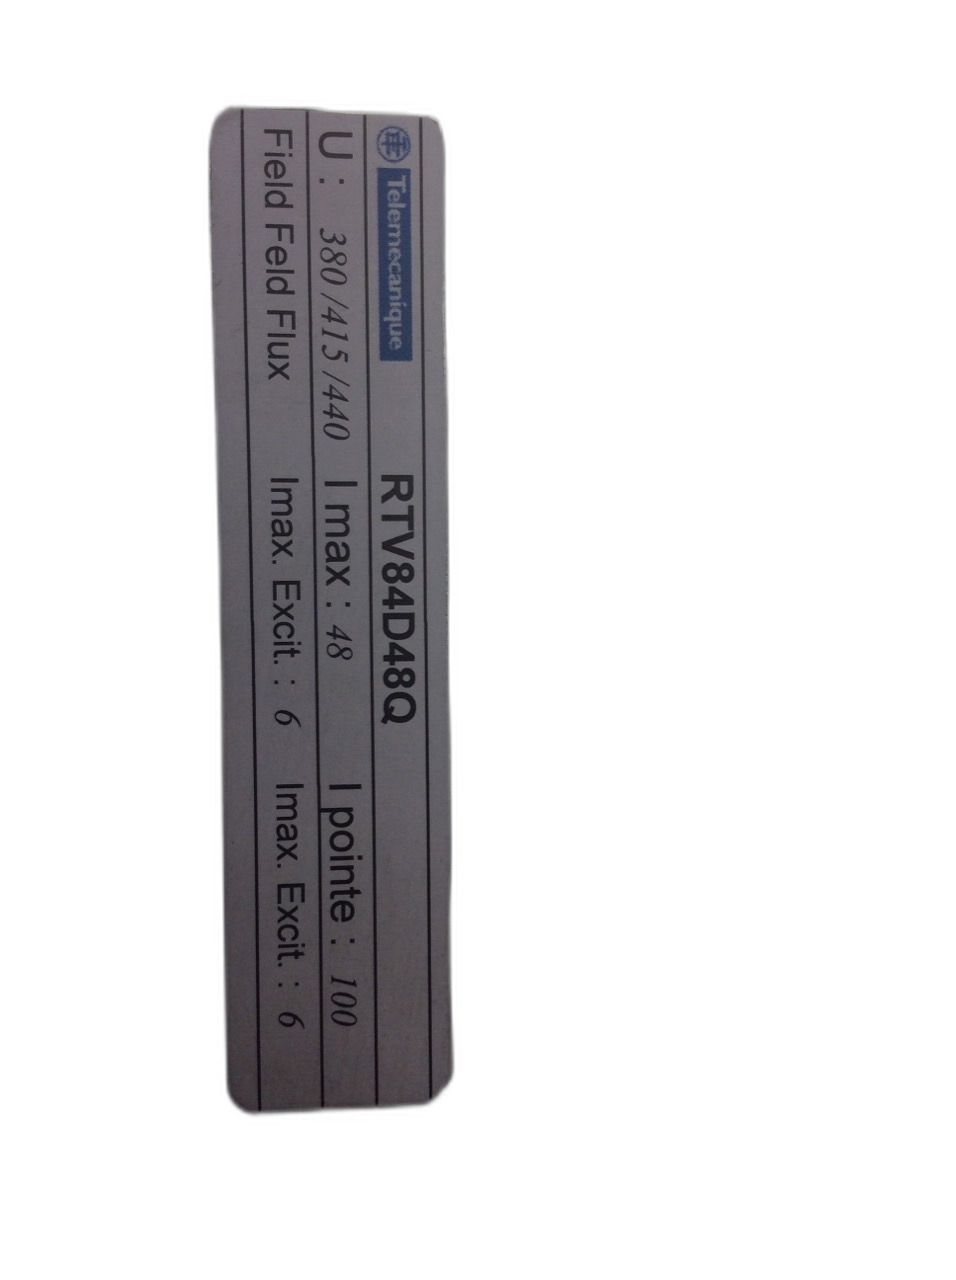 Telemecanique RTV84D48Q
U : 380 /415 /440 I max : 48 I pointe : 100
Field Feld Flux Imax. Excit. : 6 Imax. Excit. : 6